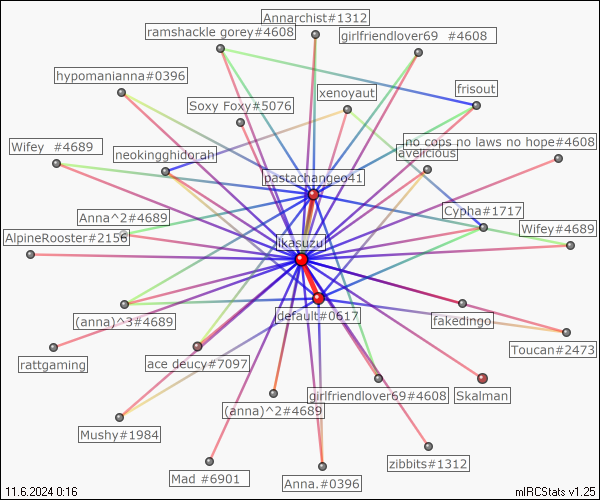 Annarchist#1312
ramshackle gorey#4608
girlfriendlover69 #4608
hypomanianna#0396
xenoyaut
frisout
Soxy Foxy#5076
Wifey #4689
neokingghidorah
no cops no laws no hope#4608
avelicious
pastachangeo41
Anna^2#4689
Cypha#1717
AlpineRooster#2156
ikasuzu
Wifey#4689
(anna)^3#4689
default#0617
fakedingo
rattgaming
ace deucy#7097
Toucan#2473
(anna)^2#4689
girlfriendlover69#4608
Skalman
Mushy#1984
Mad #6901
Anna.#0396
zibbits#1312
11.6.2024 0:16
mIRCStats v1.25